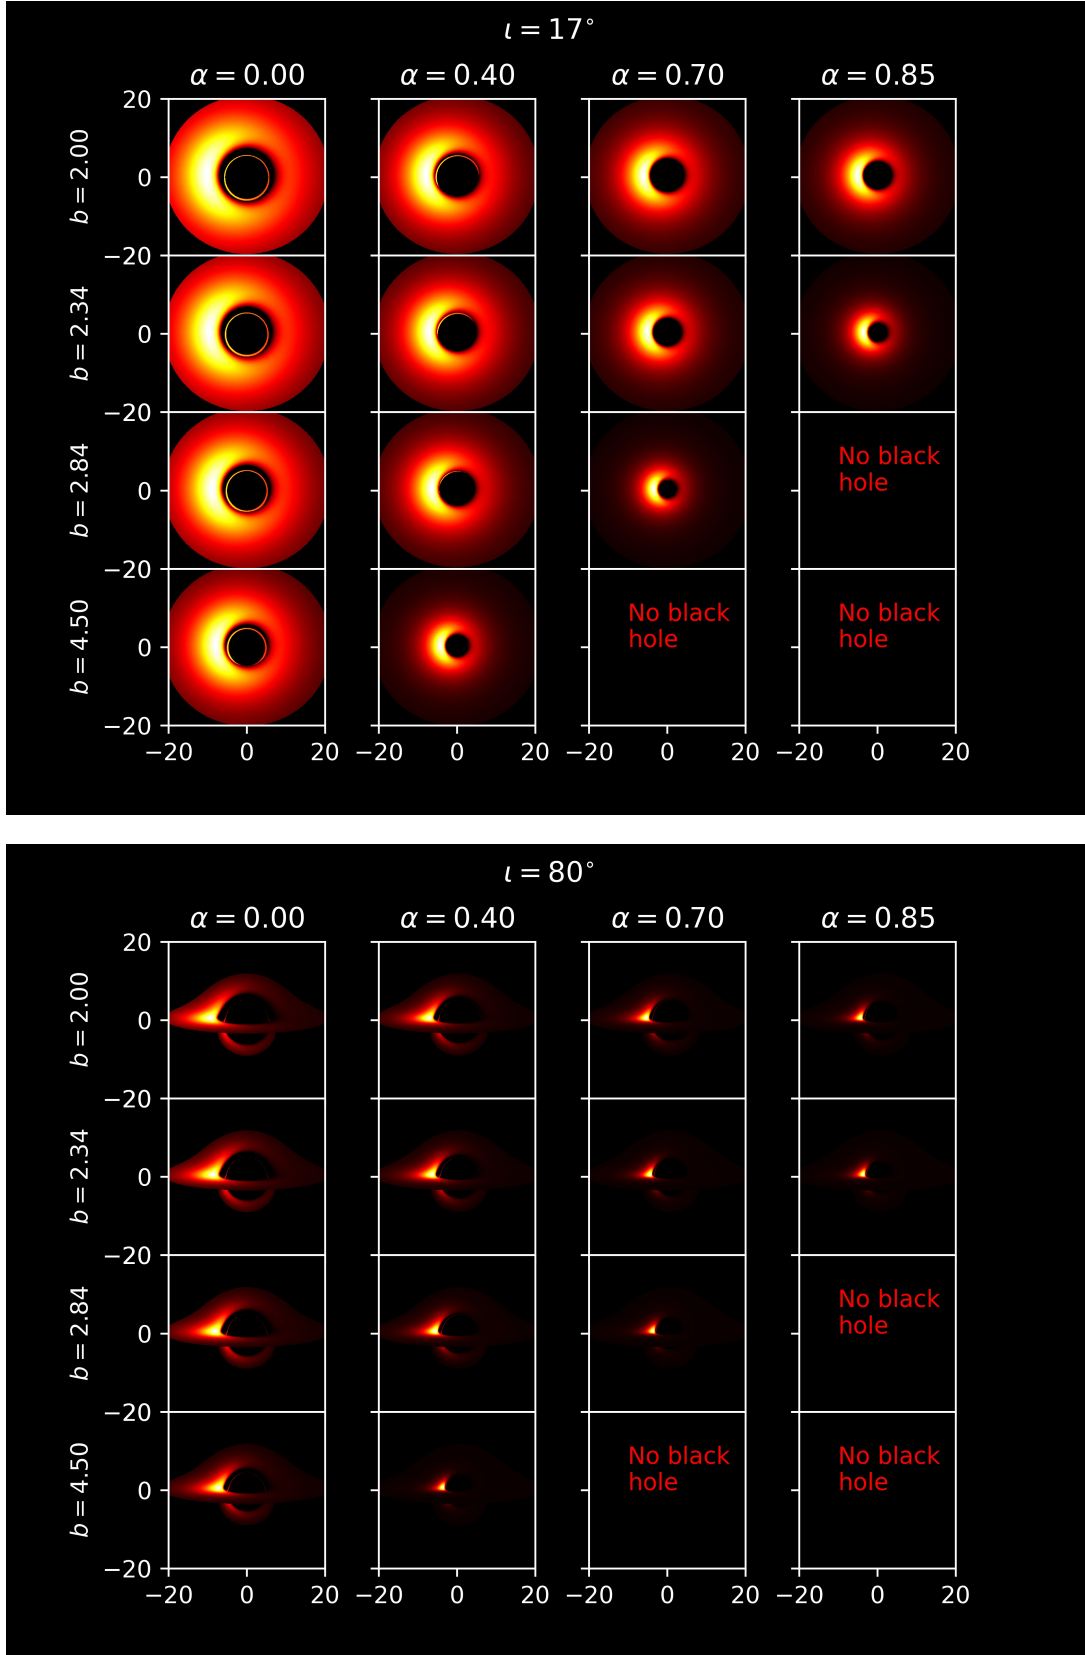 ι = 17°
α = 0.00 α = 0.40 α = 0.70 α = 0.85
20
b = 2.00
0
−20
b = 2.34
0
−20
b = 2.84
No black
hole
0
−20
b = 4.50
No black
hole
No black
hole
0
−20
−20 0 20 −20 0 20 −20 0 20 −20 0 20
ι = 80°
α = 0.00 α = 0.40 α = 0.70 α = 0.85
20
b = 2.00
0
−20
b = 2.34
0
−20
b = 2.84
No black
hole
0
−20
b = 4.50
No black
hole
No black
hole
0
−20
−20 0 20 −20 0 20 −20 0 20 −20 0 20